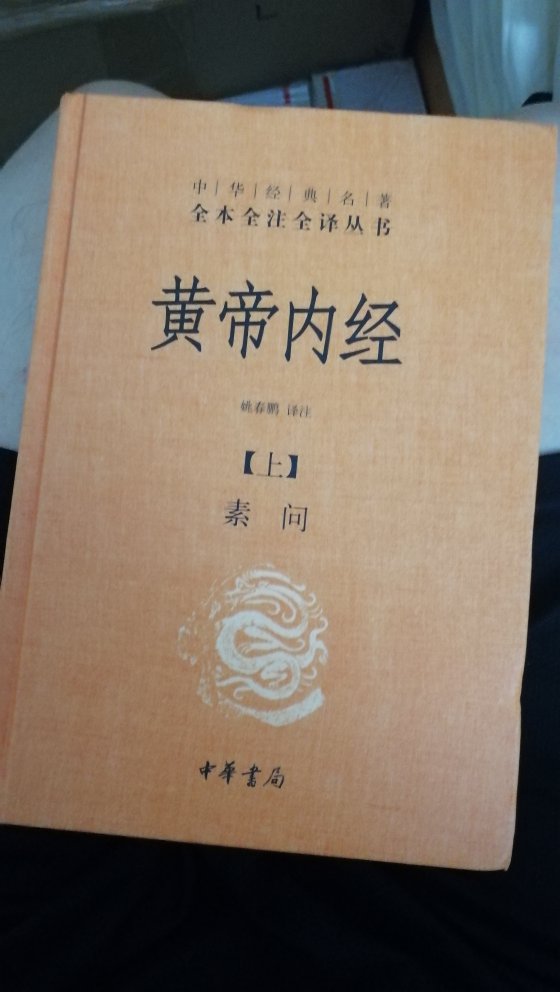 中|华|经|典|名|著
全本全注全译丛书
黄帝内经
姚春鹏 译注
【上】
素 问
中華書局